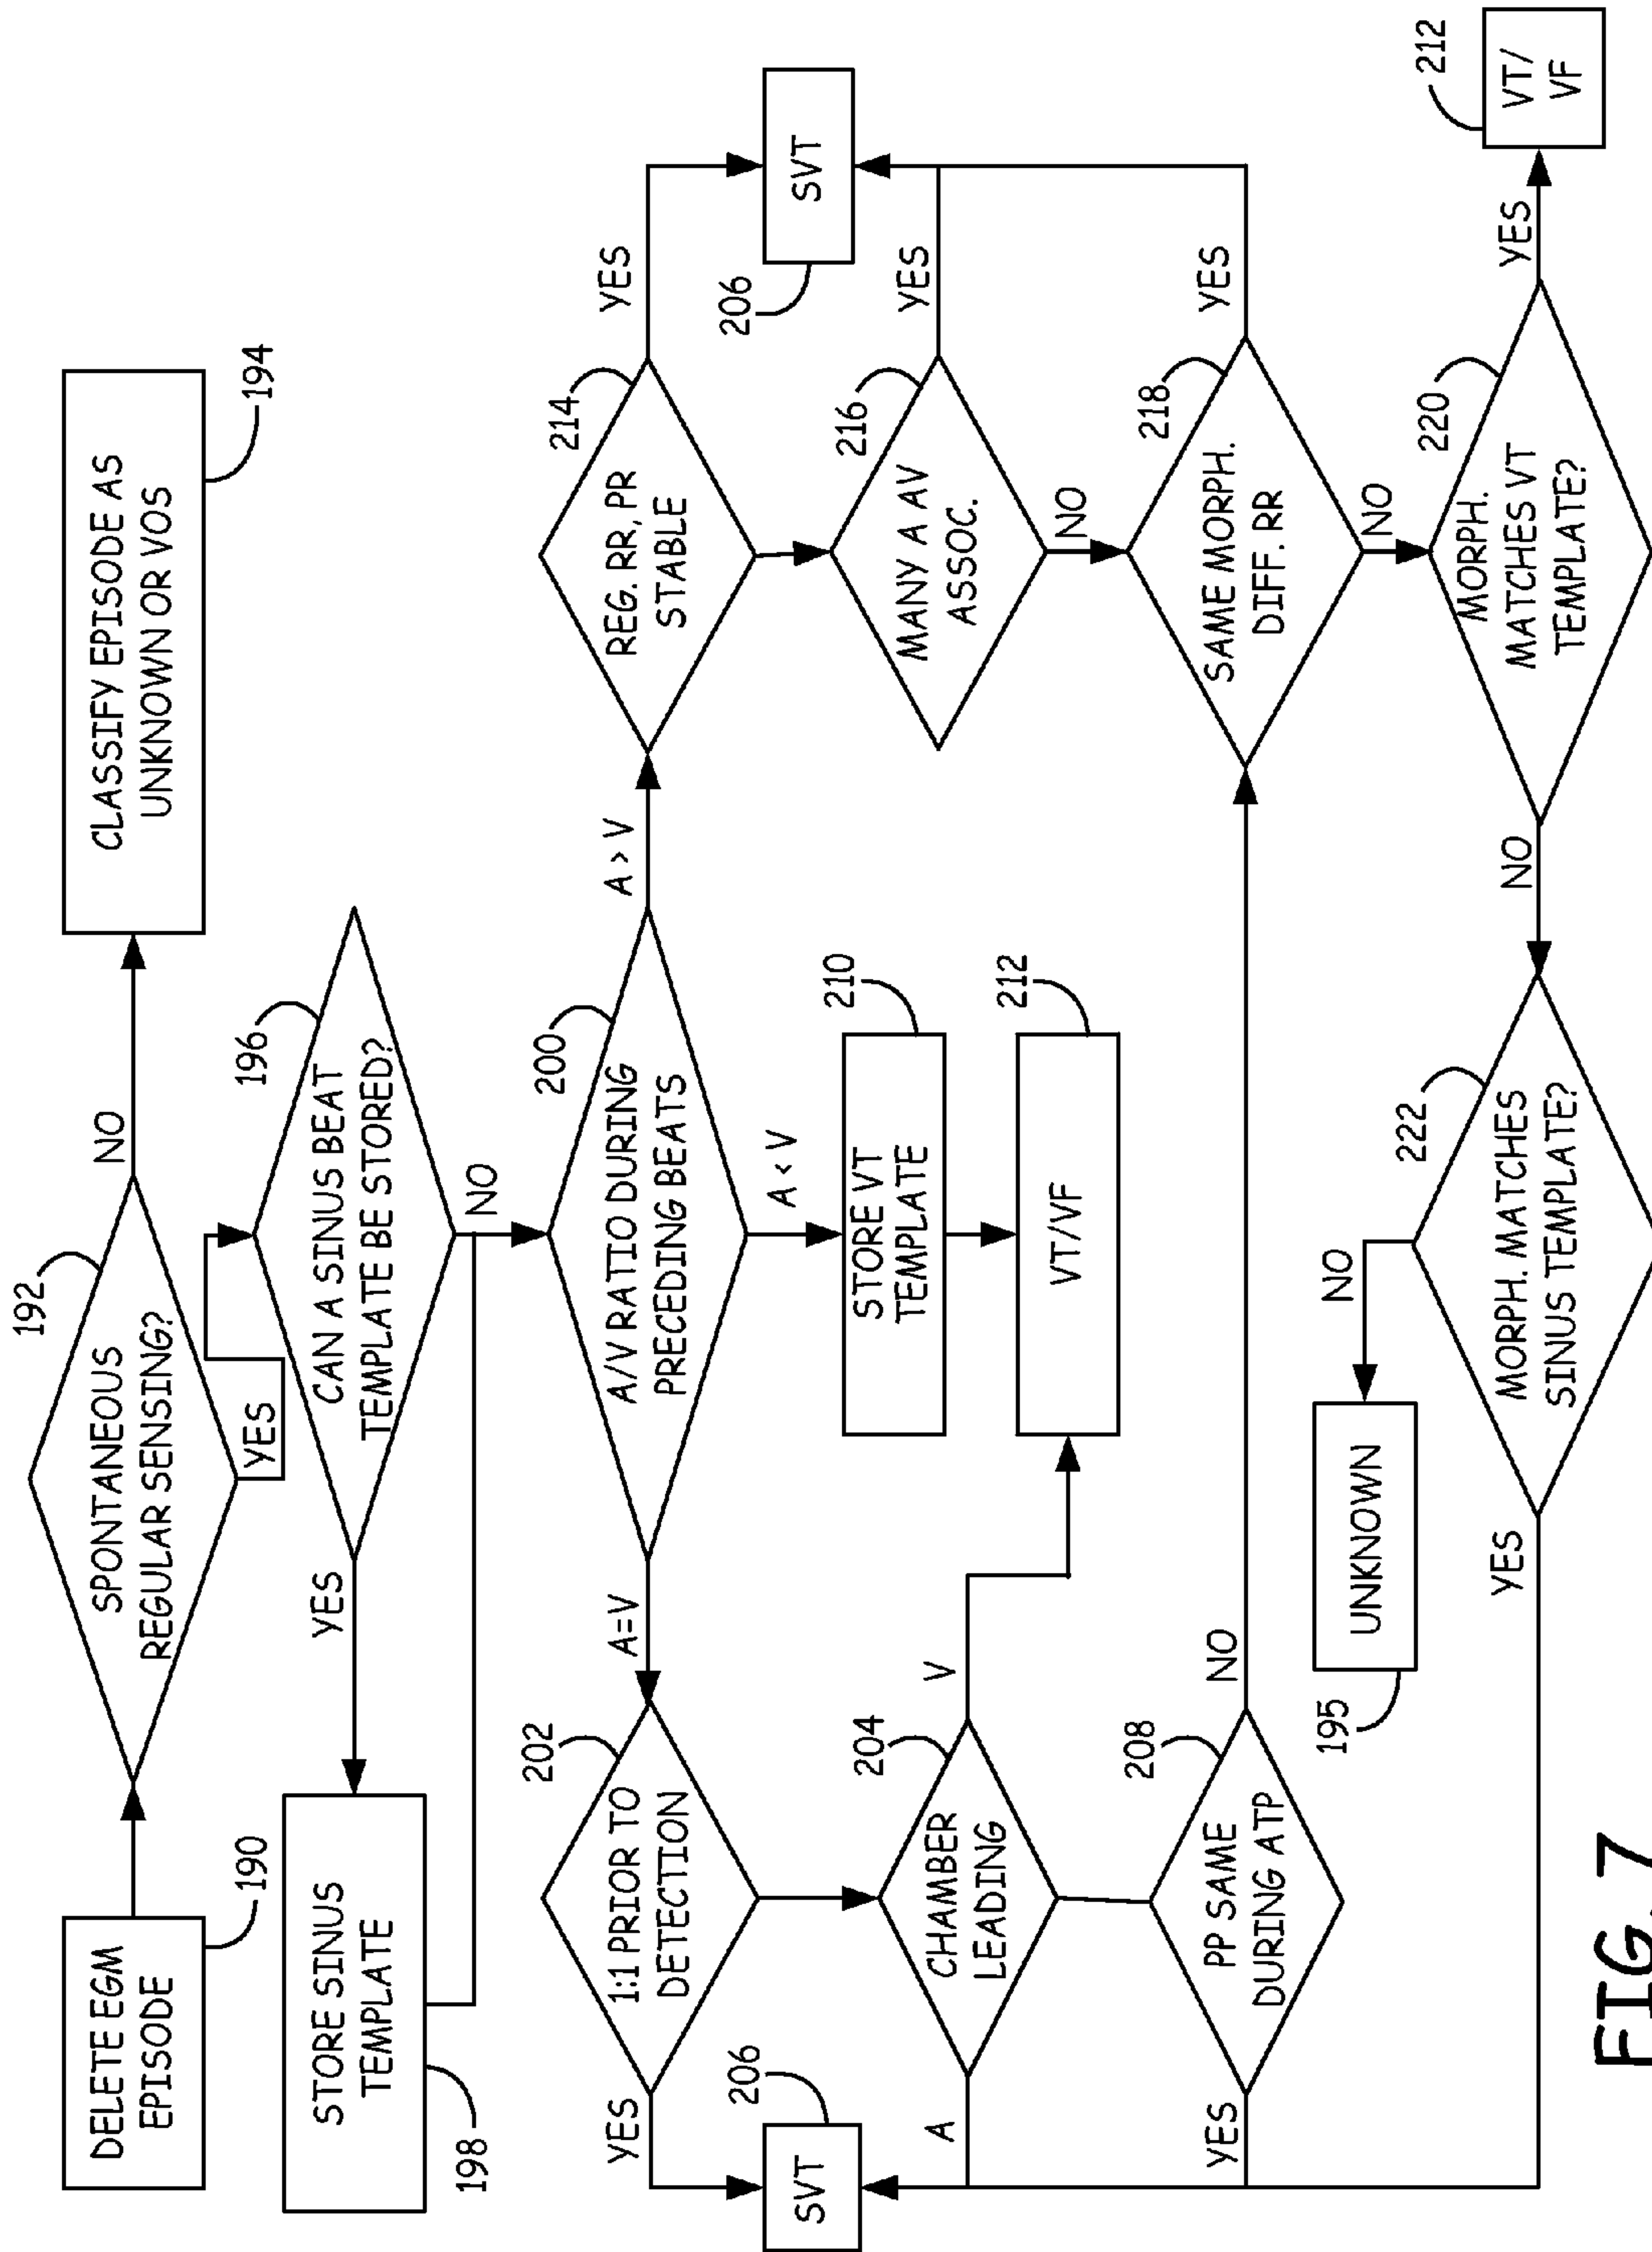 DELETE EGM
EPISODE
190
SPONTANEOUS
REGULAR SENSING?
192
NO
CLASSIFY EPISODE AS
UNKNOWN OR VOS
194
YES
CAN A SINUS BEAT
TEMPLATE BE STORED?
196
YES
STORE SINUS
TEMPLATE
198
NO
A/V RATIO DURING
PRECEDING BEATS
200
A=V
A > V
A < V
1:1 PRIOR TO
DETECTION
202
YES
SVT
206
CHAMBER
LEADING
204
A
V
PP SAME
DURING ATP
208
YES
NO
STORE VT
TEMPLATE
210
VT/VF
212
REG. RR, PR
STABLE
214
YES
SVT
206
MANY A AV
ASSOC.
216
YES
NO
SAME MORPH.
DIFF. RR
218
YES
NO
MORPH.
MATCHES VT
TEMPLATE?
220
YES
VT/
VF
212
NO
MORPH. MATCHES
SINUS TEMPLATE?
222
NO
UNKNOWN
195
YES
FIG. 7